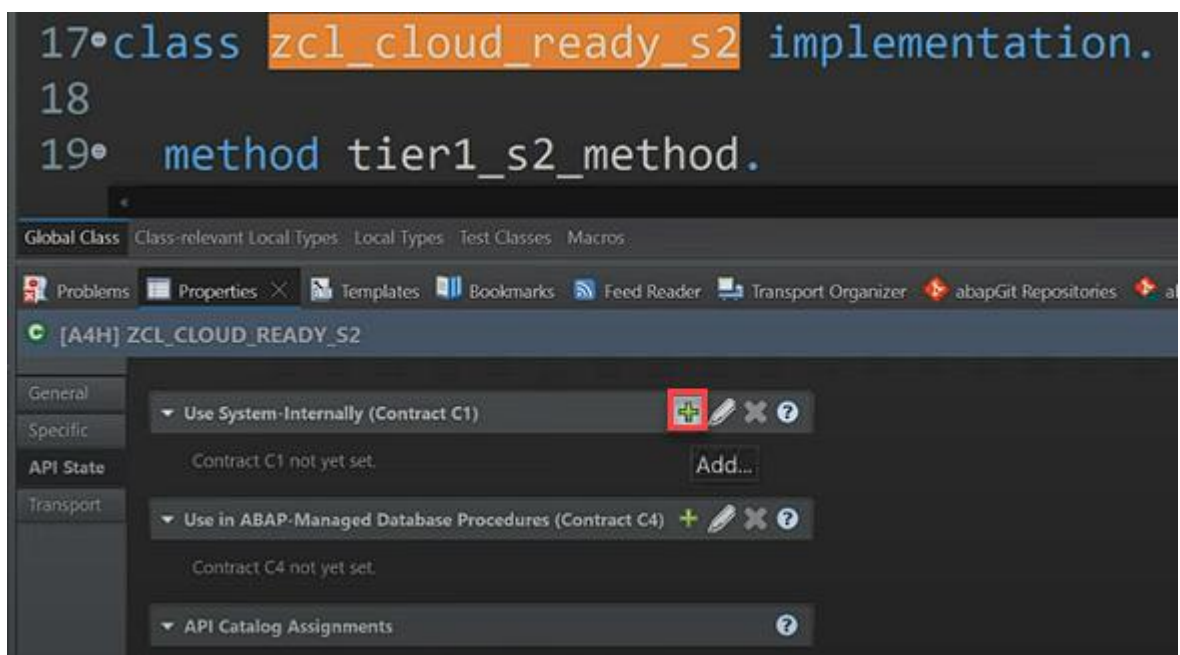 17 class zcl_cloud_ready_s2 implementation.
18
19 method tier1_s2_method.
Global Class Class-relevant Local Types Local Types Test Classes Macros
Problems Properties Templates Bookmarks Feed Reader Transport Organizer abapGit Repositories
[A4H] ZCL_CLOUD_READY_S2
General
Use System-Internally (Contract C1)
Specific
Contract C1 not yet set.
Add...
API State
Transport
Use in ABAP-Managed Database Procedures (Contract C4)
Contract C4 not yet set.
API Catalog Assignments